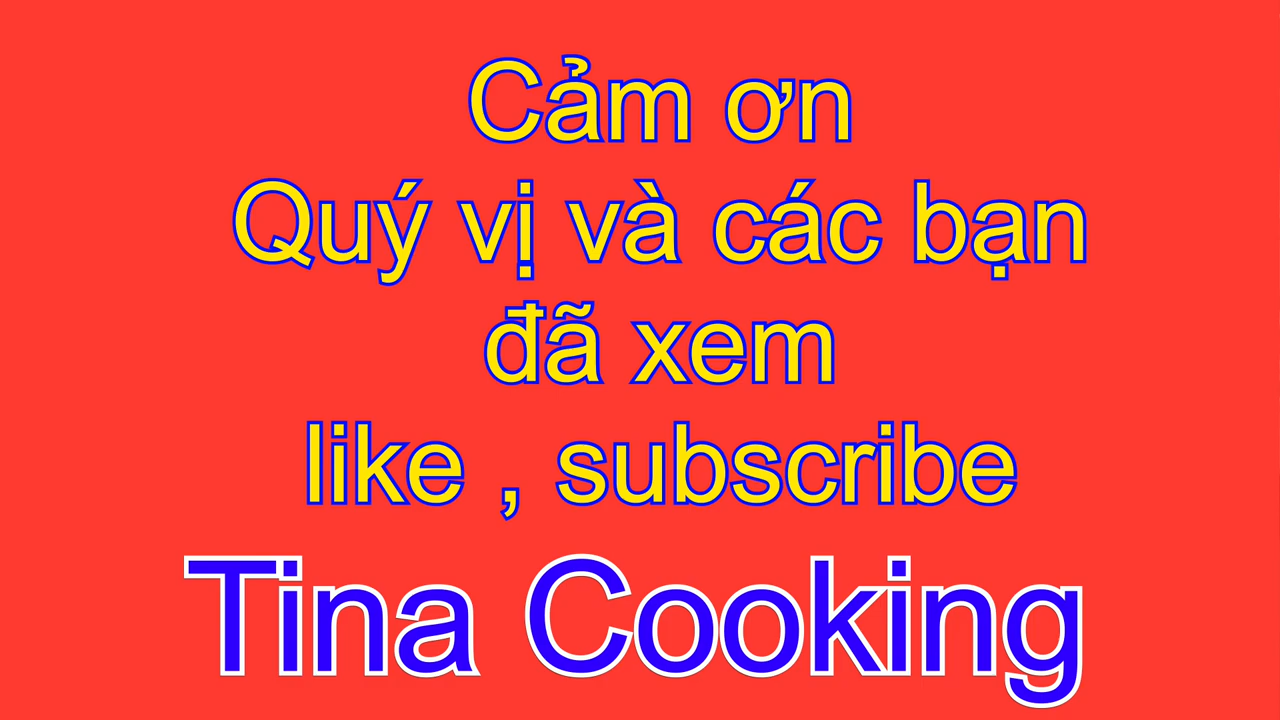 Cảm ơn
Quý vị và các bạn
đã xem
like , subscribe
Tina Cooking